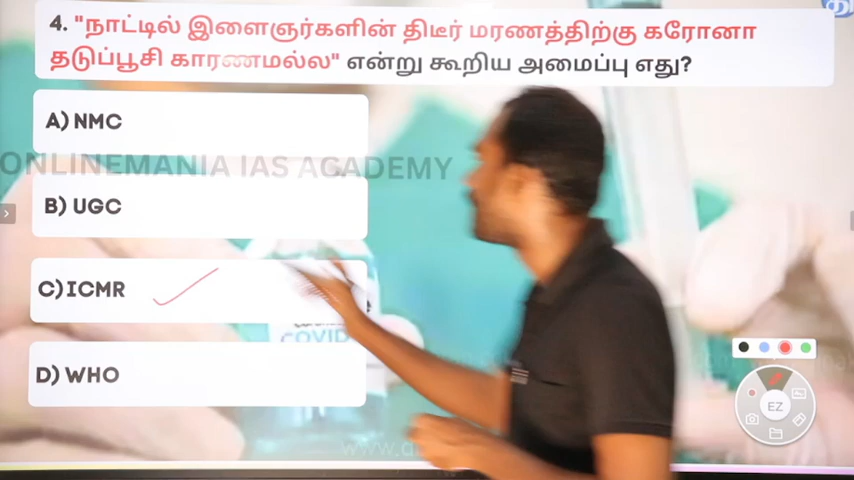 4. "நாட்டில் இளைஞர்களின் திடீர் மரணத்திற்கு கரோனா
தடுப்பூசி காரணமல்ல" என்று கூறிய அமைப்பு எது?
A) NMC
ONLINEMANIA IAS ACADEMY
B) UGC
C) ICMR
COVID
D) WHO
EZ